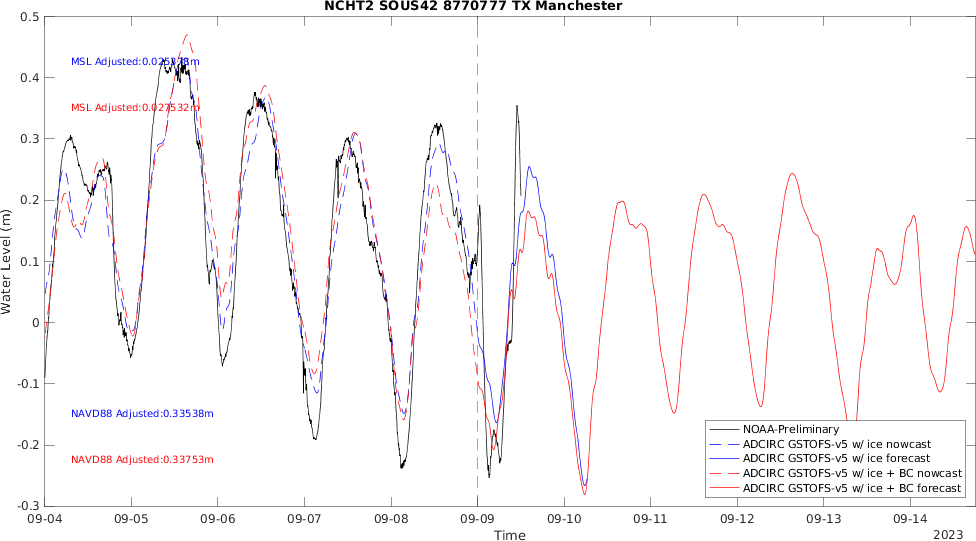 NCHT2 SOUS42 8770777 TX Manchester
0.5
0.4
0.3
0.2
0.1
0
-0.1
-0.2
-0.3
Water Level (m)
MSL Adjusted:0.025378m
MSL Adjusted:0.027532m
NAVD88 Adjusted:0.33538m
NAVD88 Adjusted:0.33753m
NOAA-Preliminary
ADCIRC GSTOFS-v5 w/ ice nowcast
ADCIRC GSTOFS-v5 w/ ice forecast
ADCIRC GSTOFS-v5 w/ ice + BC nowcast
ADCIRC GSTOFS-v5 w/ ice + BC forecast
09-04 09-05 09-06 09-07 09-08 09-09 09-10 09-11 09-12 09-13 09-14
Time
2023